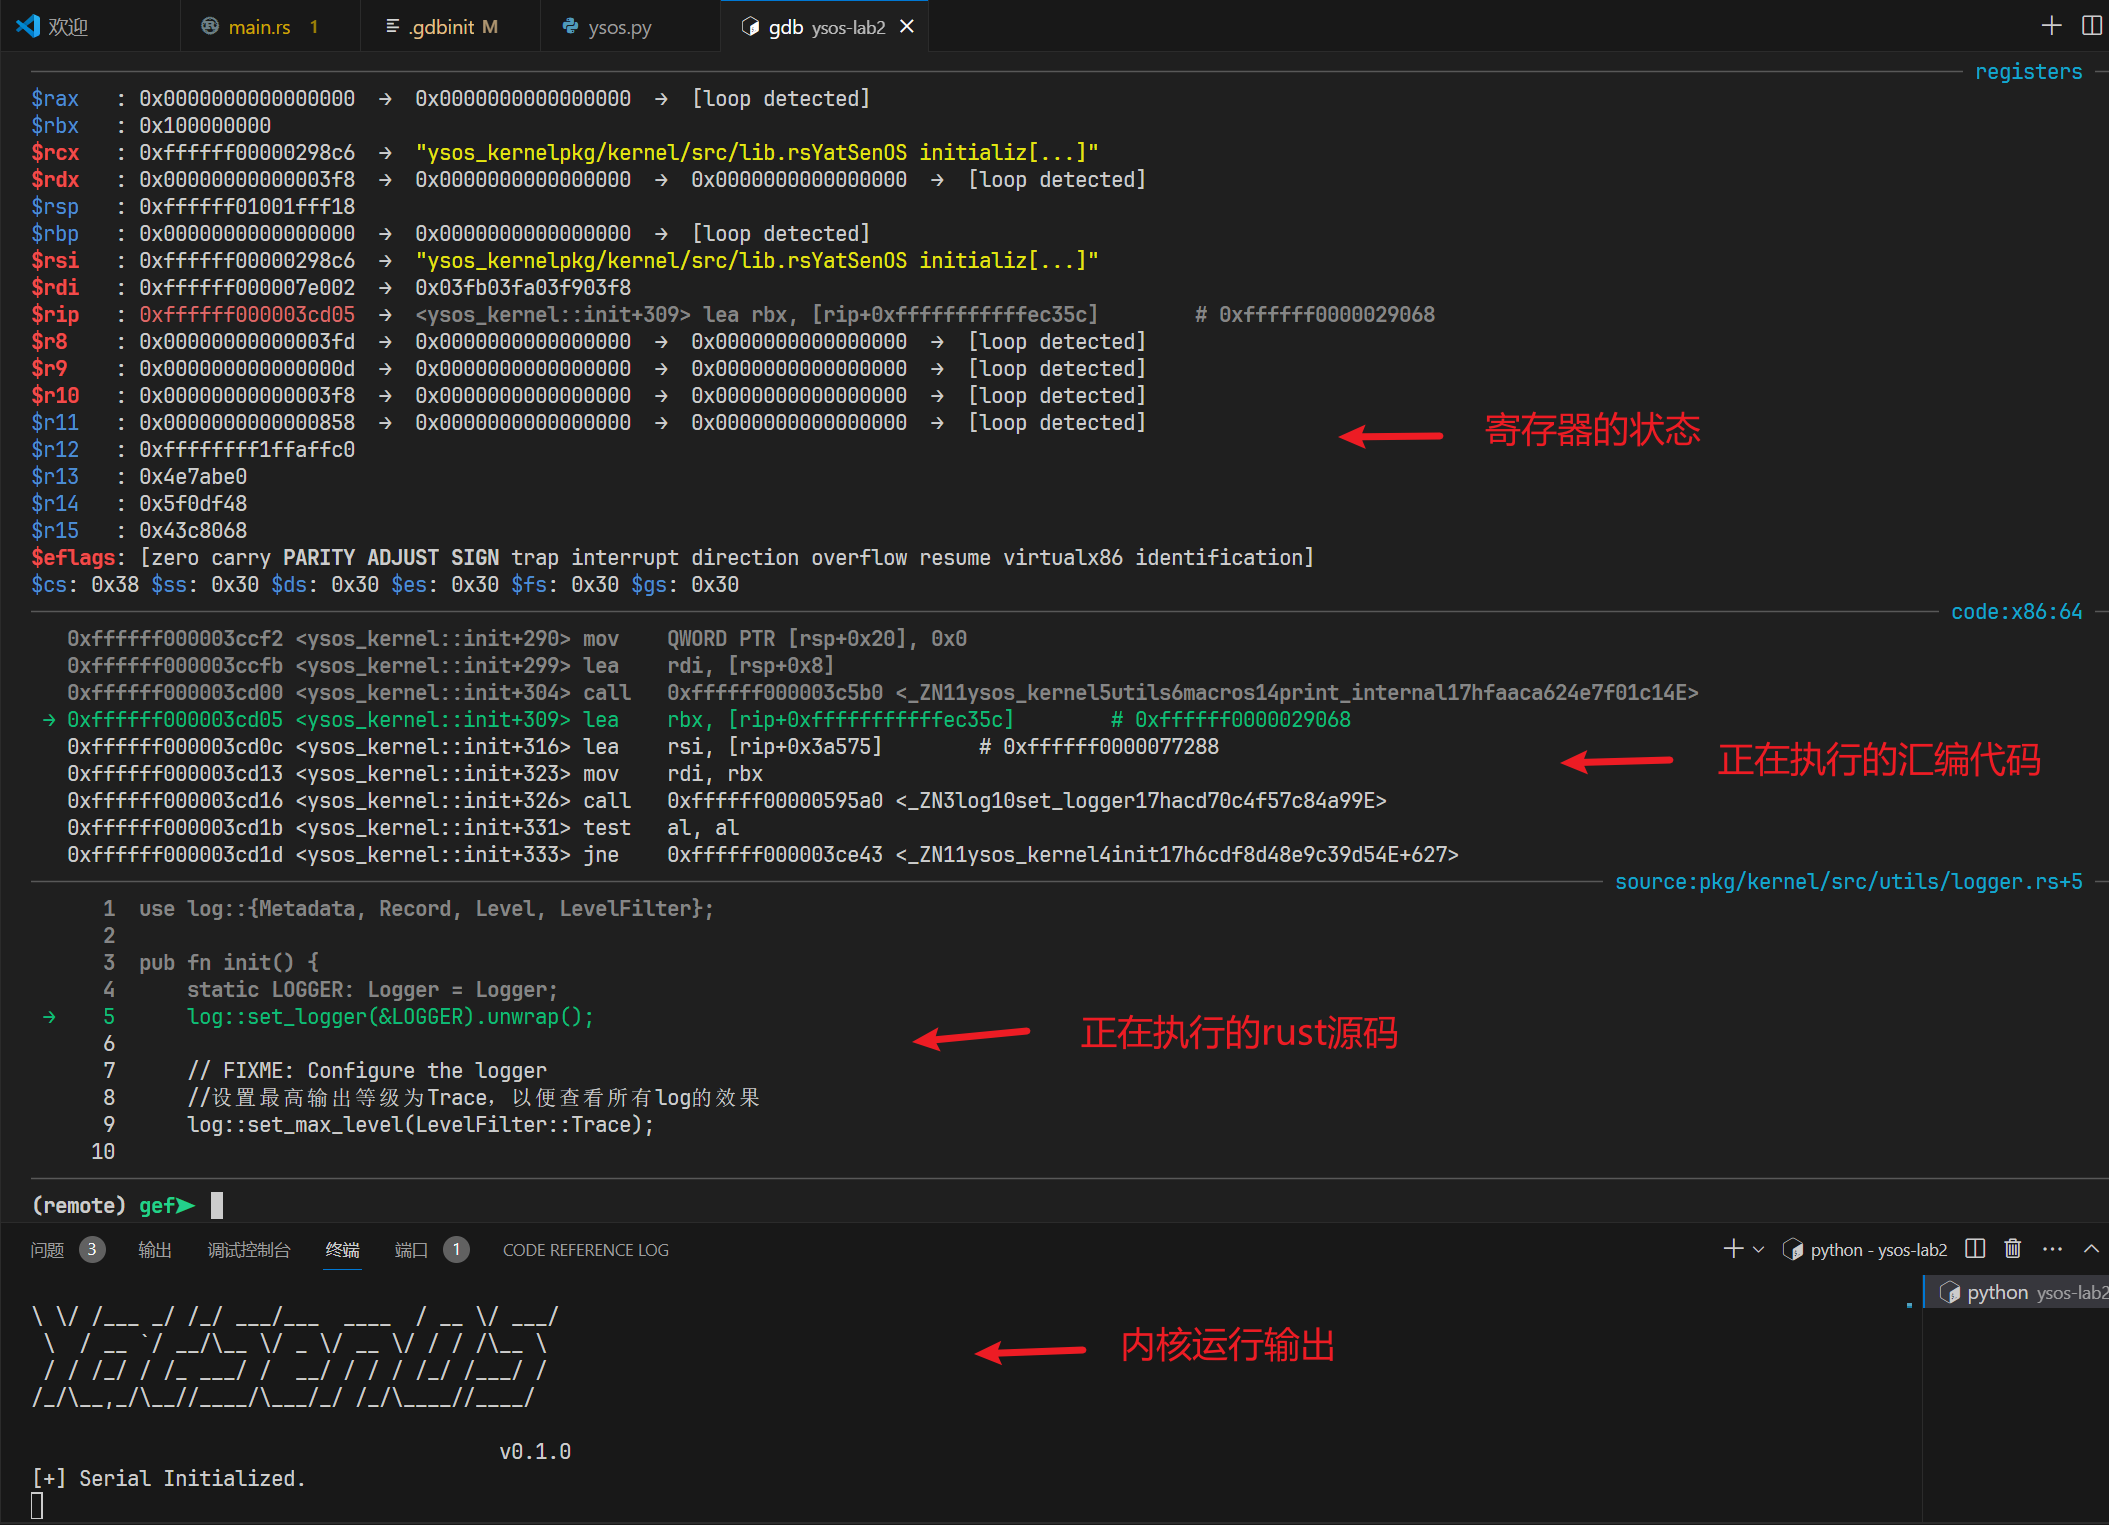 欢迎 main.rs 1 .gdbinit M ysos.py gdb ysos-lab2
registers
$rax   : 0x0000000000000000  →  0x0000000000000000  →  [loop detected]
$rbx   : 0x100000000
$rcx   : 0xffffff00000298c6  →  "ysos_kernelpkg/kernel/src/lib.rsYatSenOS initializ[...]"
$rdx   : 0x00000000000003f8  →  0x0000000000000000  →  0x0000000000000000  →  [loop detected]
$rsp   : 0xffffff01001fff18
$rbp   : 0x0000000000000000  →  0x0000000000000000  →  [loop detected]
$rsi   : 0xffffff00000298c6  →  "ysos_kernelpkg/kernel/src/lib.rsYatSenOS initializ[...]"
$rdi   : 0xffffff000007e002  →  0x03fb03fa03f903f8
$rip   : 0xffffff000003cd05  →  <ysos_kernel::init+309> lea rbx, [rip+0xfffffffffffec35c]        # 0xffffff0000029068
$r8    : 0x00000000000003fd  →  0x0000000000000000  →  0x0000000000000000  →  [loop detected]
$r9    : 0x000000000000000d  →  0x0000000000000000  →  0x0000000000000000  →  [loop detected]
$r10   : 0x00000000000003f8  →  0x0000000000000000  →  0x0000000000000000  →  [loop detected]
$r11   : 0x0000000000000858  →  0x0000000000000000  →  0x0000000000000000  →  [loop detected]
寄存器的状态
$r12   : 0xffffffff1ffaffc0
$r13   : 0x4e7abe0
$r14   : 0x5f0df48
$r15   : 0x43c8068
$eflags: [zero carry PARITY ADJUST SIGN trap interrupt direction overflow resume virtualx86 identification]
$cs: 0x38 $ss: 0x30 $ds: 0x30 $es: 0x30 $fs: 0x30 $gs: 0x30
code:x86:64
0xffffff000003ccf2 <ysos_kernel::init+290> mov    QWORD PTR [rsp+0x20], 0x0
0xffffff000003ccfb <ysos_kernel::init+299> lea    rdi, [rsp+0x8]
0xffffff000003cd00 <ysos_kernel::init+304> call   0xffffff000003c5b0 <_ZN11ysos_kernel5utils6macros14print_internal17hfaaca624e7f01c14E>
→ 0xffffff000003cd05 <ysos_kernel::init+309> lea    rbx, [rip+0xfffffffffffec35c]        # 0xffffff0000029068
0xffffff000003cd0c <ysos_kernel::init+316> lea    rsi, [rip+0x3a575]        # 0xffffff0000077288
正在执行的汇编代码
0xffffff000003cd13 <ysos_kernel::init+323> mov    rdi, rbx
0xffffff000003cd16 <ysos_kernel::init+326> call   0xffffff00000595a0 <_ZN3log10set_logger17hacd70c4f57c84a99E>
0xffffff000003cd1b <ysos_kernel::init+331> test   al, al
0xffffff000003cd1d <ysos_kernel::init+333> jne    0xffffff000003ce43 <_ZN11ysos_kernel4init17h6cdf8d48e9c39d54E+627>
source:pkg/kernel/src/utils/logger.rs+5
1  use log::{Metadata, Record, Level, LevelFilter};
2
3  pub fn init() {
4      static LOGGER: Logger = Logger;
→ 5      log::set_logger(&LOGGER).unwrap();
正在执行的rust源码
6
7      // FIXME: Configure the logger
8      //设置最高输出等级为Trace，以便查看所有log的效果
9      log::set_max_level(LevelFilter::Trace);
10
(remote) gef➤
问题 3 输出 调试控制台 终端 端口 1 CODE REFERENCE LOG python - ysos-lab2
python ysos-lab2
\ \/ /___ _/ /_/ ___/___  ____  / __ \/ ___/
 \  / __ `/ __/\__ \/ _ \/ __ \/ / / /\__ \
 / / /_/ / /_ ___/ /  __/ / / / /_/ /___/ /
/_/\__,_/\__//____/\___/_/ /_/\____//____/
内核运行输出
v0.1.0
[+] Serial Initialized.